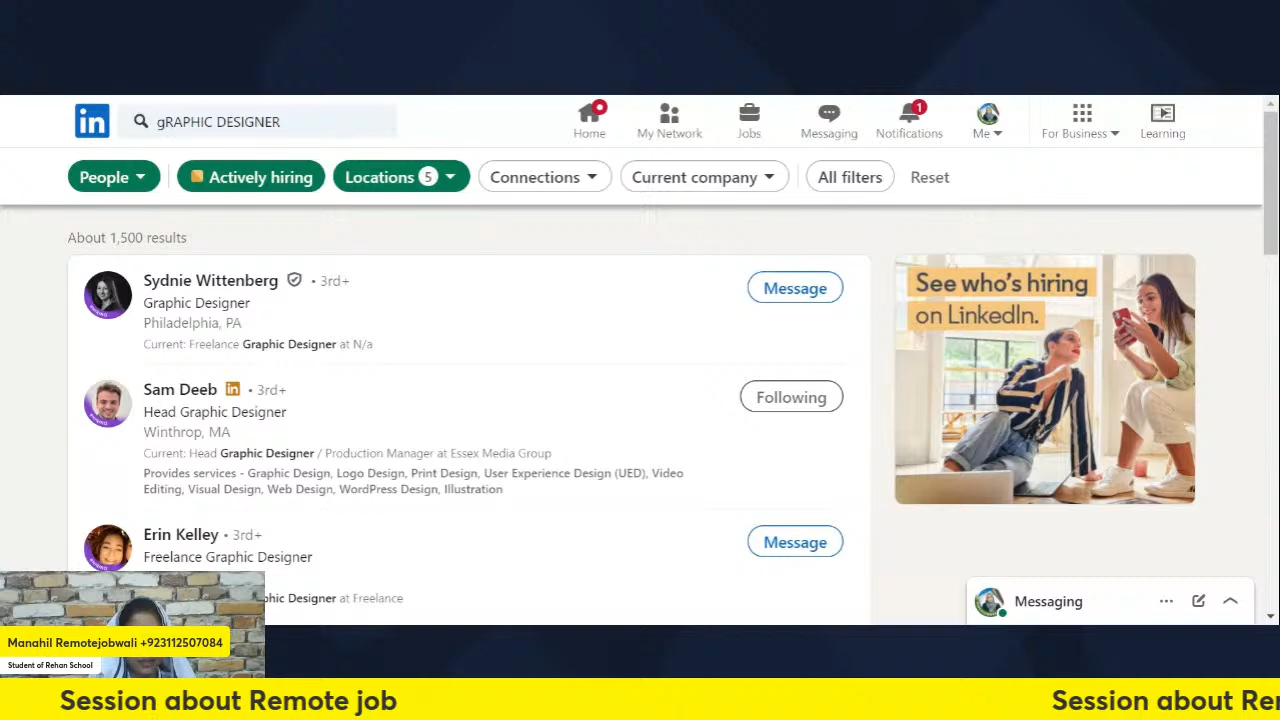 in
gRAPHIC DESIGNER
Home
My Network
Jobs
Messaging
1
Notifications
Me
For Business
Learning
People
Actively hiring
Locations 5
Connections
Current company
All filters
Reset
About 1,500 results
Sydnie Wittenberg • 3rd+
Graphic Designer
Philadelphia, PA
Current: Freelance Graphic Designer at N/a
Message
Sam Deeb in • 3rd+
Head Graphic Designer
Winthrop, MA
Current: Head Graphic Designer / Production Manager at Essex Media Group
Provides services - Graphic Design, Logo Design, Print Design, User Experience Design (UED), Video
Editing, Visual Design, Web Design, WordPress Design, Illustration
Following
Erin Kelley • 3rd+
Freelance Graphic Designer
Graphic Designer at Freelance
Message
See who's hiring
on LinkedIn.
Messaging
Manahil Remotejobwali +923112507084
Student of Rehan School
Session about Remote job
Session about Re